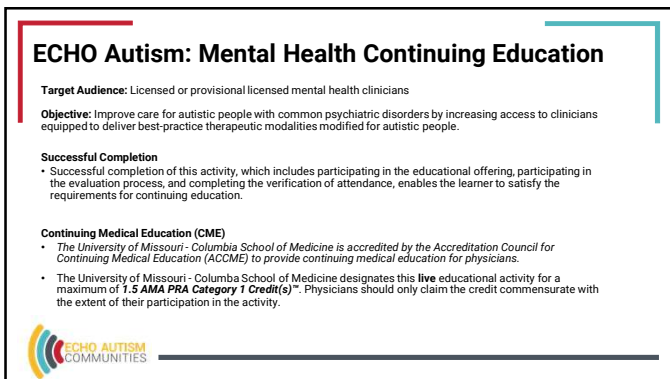 ECHO Autism: Mental Health Continuing Education
Target Audience: Licensed or provisional licensed mental health clinicians
Objective: Improve care for autistic people with common psychiatric disorders by increasing access to clinicians
equipped to deliver best-practice therapeutic modalities modified for autistic people.
Successful Completion
• Successful completion of this activity, which includes participating in the educational offering, participating in
the evaluation process, and completing the verification of attendance, enables the learner to satisfy the
requirements for continuing education.
Continuing Medical Education (CME)
• The University of Missouri - Columbia School of Medicine is accredited by the Accreditation Council for
Continuing Medical Education (ACCME) to provide continuing medical education for physicians.
• The University of Missouri - Columba School of Medicine designates this live educational activity for a
maximum of 1.5 AMA PRA Category 1 Credit(s)™. Physicians should only claim the credit commensurate with
the extent of their participation in the activity.
ECHO AUTISM
COMMUNITIES